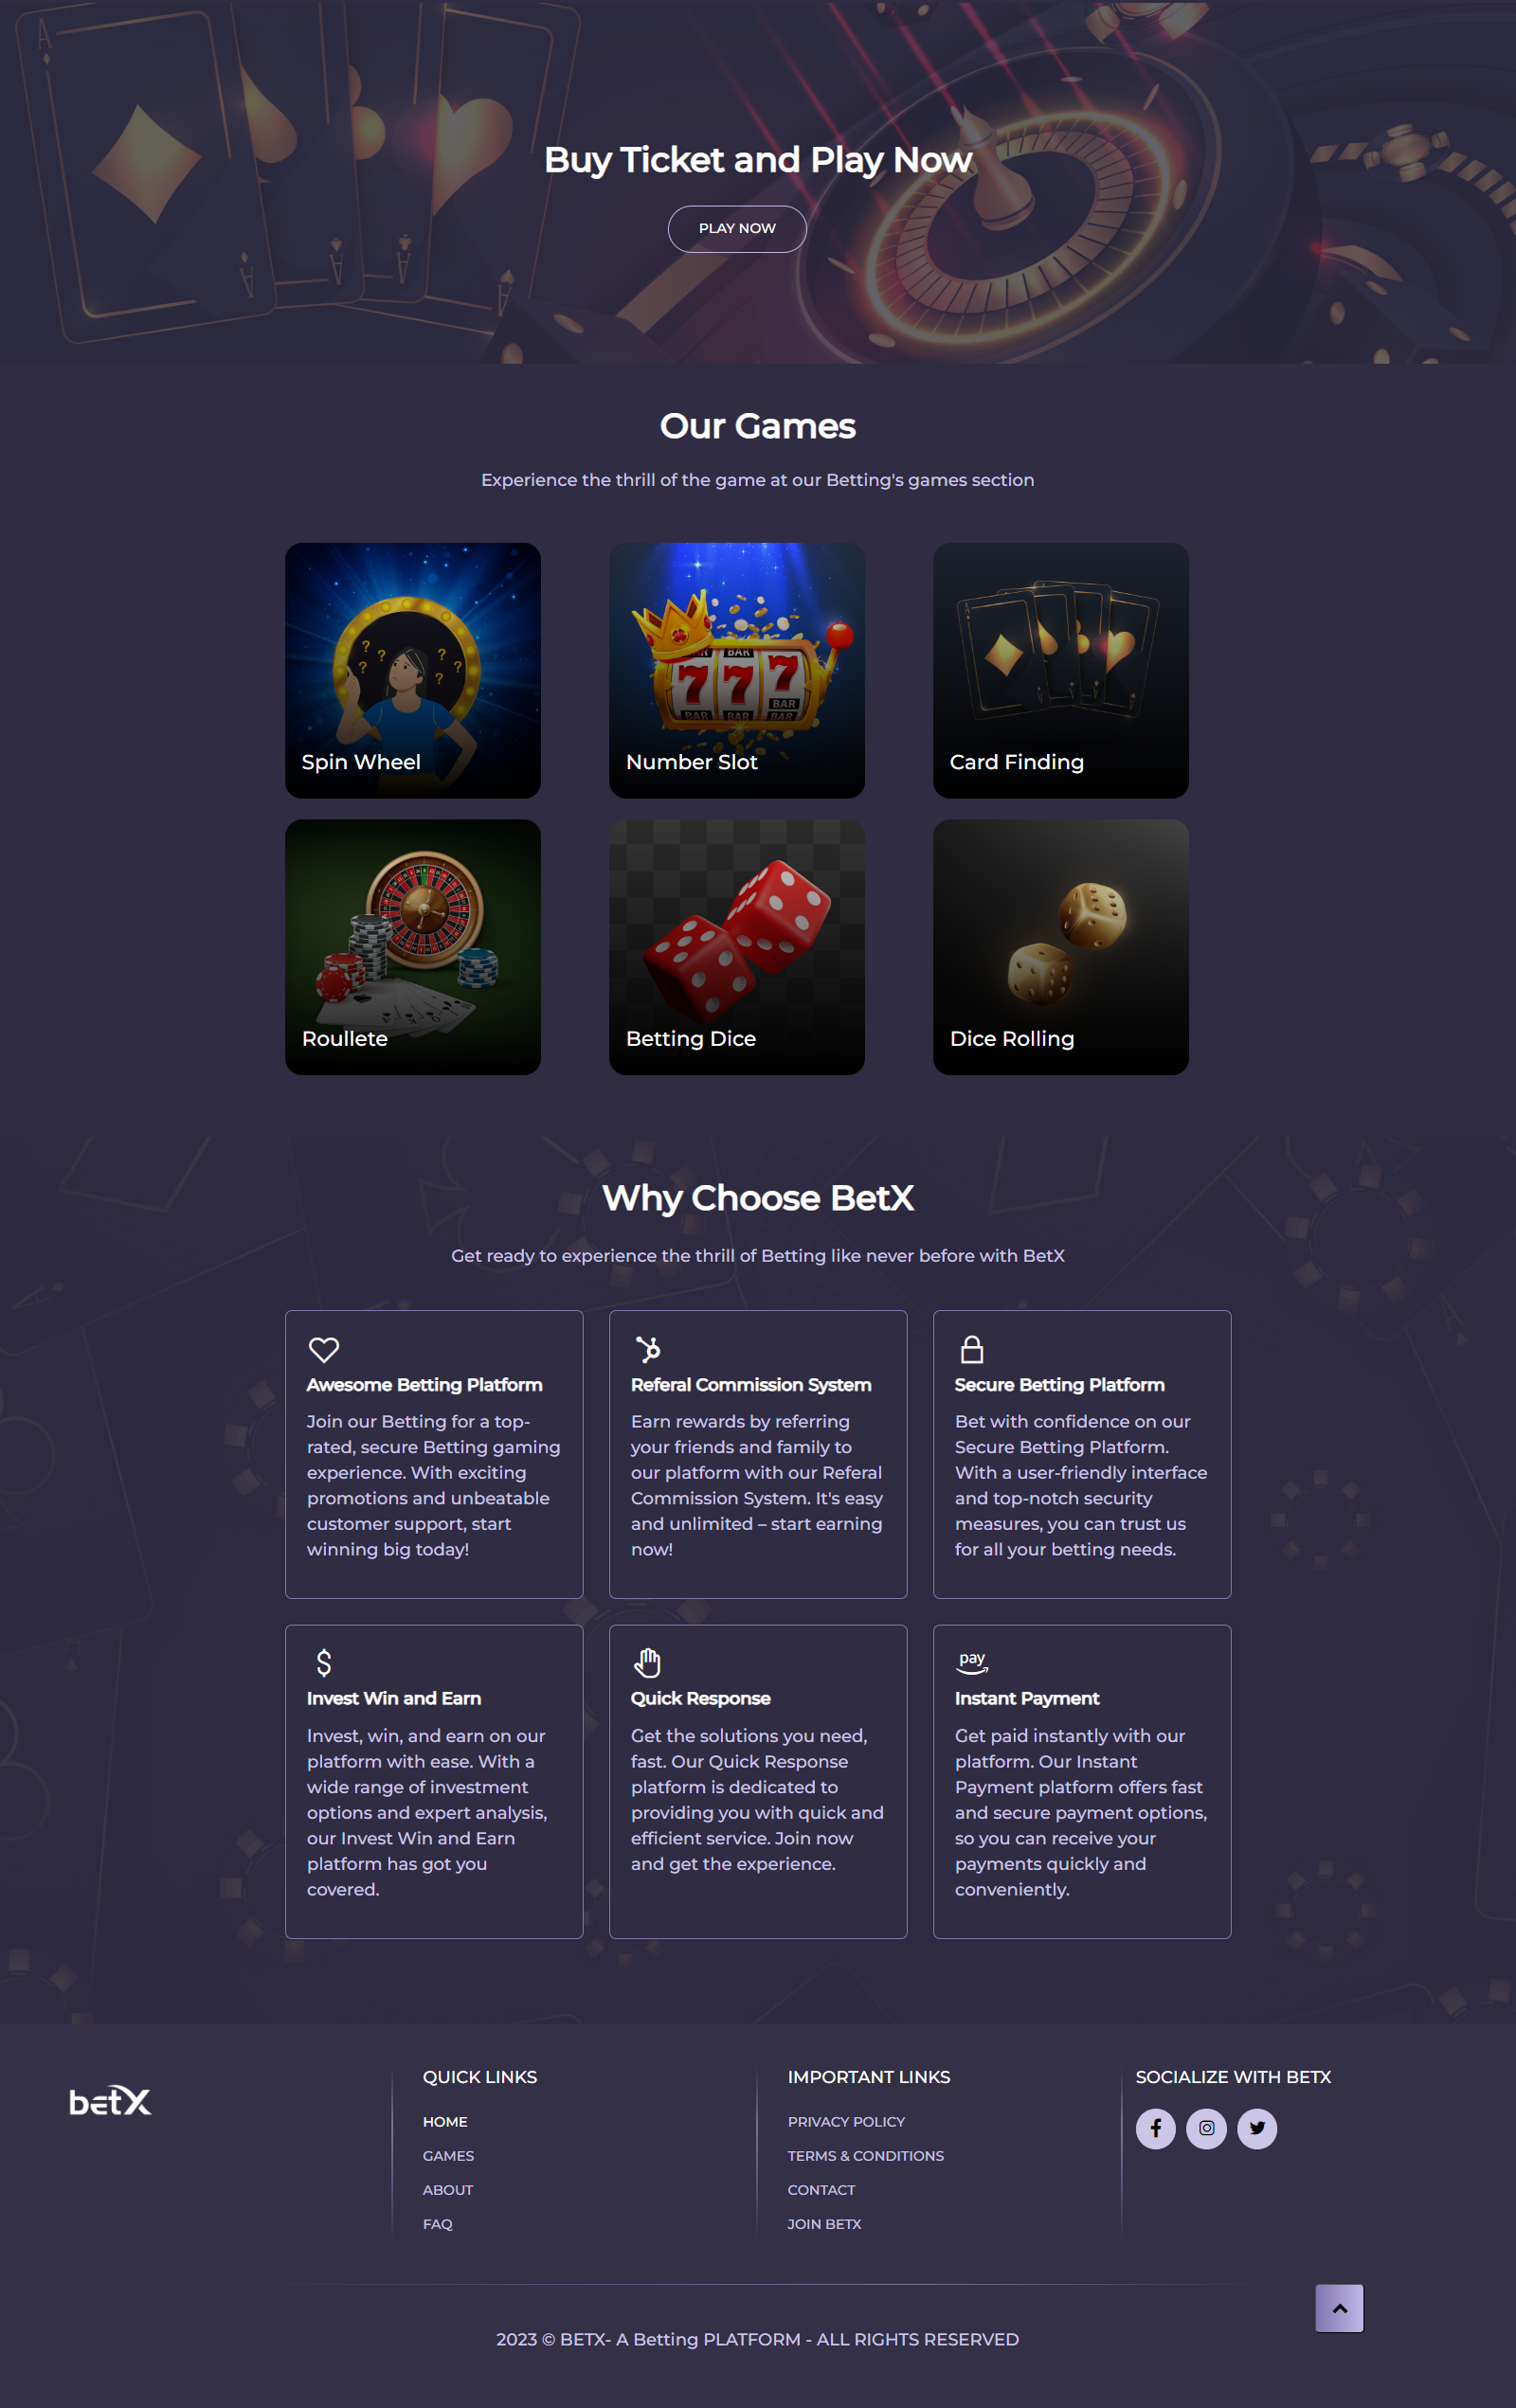 Buy Ticket and Play Now
PLAY NOW
Our Games
Experience the thrill of the game at our Betting's games section
Spin Wheel
BAR BAR
7 7 7
BAR
BAR BAR BAR
Number Slot
A
Card Finding
Roullete
Betting Dice
Dice Rolling
Why Choose BetX
Get ready to experience the thrill of Betting like never before with BetX
Awesome Betting Platform
Join our Betting for a top-
rated, secure Betting gaming
experience. With exciting
promotions and unbeatable
customer support, start
winning big today!
Referal Commission System
Earn rewards by referring
your friends and family to
our platform with our Referal
Commission System. It's easy
and unlimited – start earning
now!
Secure Betting Platform
Bet with confidence on our
Secure Betting Platform.
With a user-friendly interface
and top-notch security
measures, you can trust us
for all your betting needs.
Invest Win and Earn
Invest, win, and earn on our
platform with ease. With a
wide range of investment
options and expert analysis,
our Invest Win and Earn
platform has got you
covered.
Quick Response
Get the solutions you need,
fast. Our Quick Response
platform is dedicated to
providing you with quick and
efficient service. Join now
and get the experience.
pay
Instant Payment
Get paid instantly with our
platform. Our Instant
Payment platform offers fast
and secure payment options,
so you can receive your
payments quickly and
conveniently.
betX
QUICK LINKS
HOME
GAMES
ABOUT
FAQ
IMPORTANT LINKS
PRIVACY POLICY
TERMS & CONDITIONS
CONTACT
JOIN BETX
SOCIALIZE WITH BETX
2023 © BETX- A Betting PLATFORM - ALL RIGHTS RESERVED